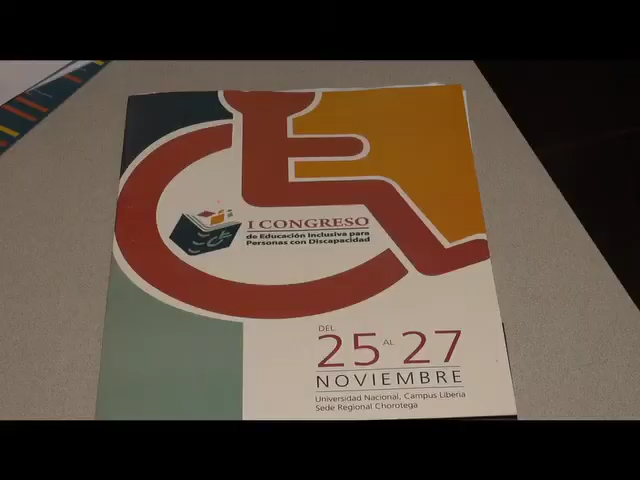 I CONGRESO
de Educación Inclusiva para
Personas con Discapacidad
DEL
25 AL 27
NOVIEMBRE
Universidad Nacional, Campus Liberia
Sede Regional Chorotega